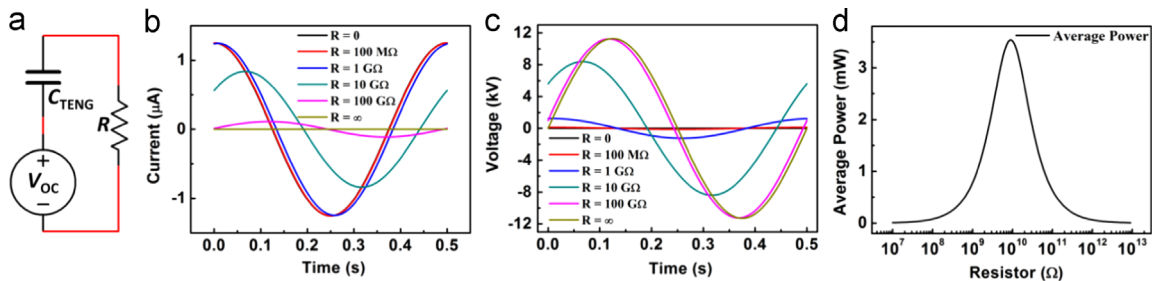 a
C_TENG
R
+
V_OC
−
b
Current (μA)
1
0
-1
R = 0
R = 100 MΩ
R = 1 GΩ
R = 10 GΩ
R = 100 GΩ
R = ∞
0.0 0.1 0.2 0.3 0.4 0.5
Time (s)
c
Voltage (kV)
12
8
4
0
-4
-8
-12
R = 0
R = 100 MΩ
R = 1 GΩ
R = 10 GΩ
R = 100 GΩ
R = ∞
0.0 0.1 0.2 0.3 0.4 0.5
Time (s)
d
Average Power (mW)
3
2
1
0
Average Power
10^7 10^8 10^9 10^10 10^11 10^12 10^13
Resistor (Ω)